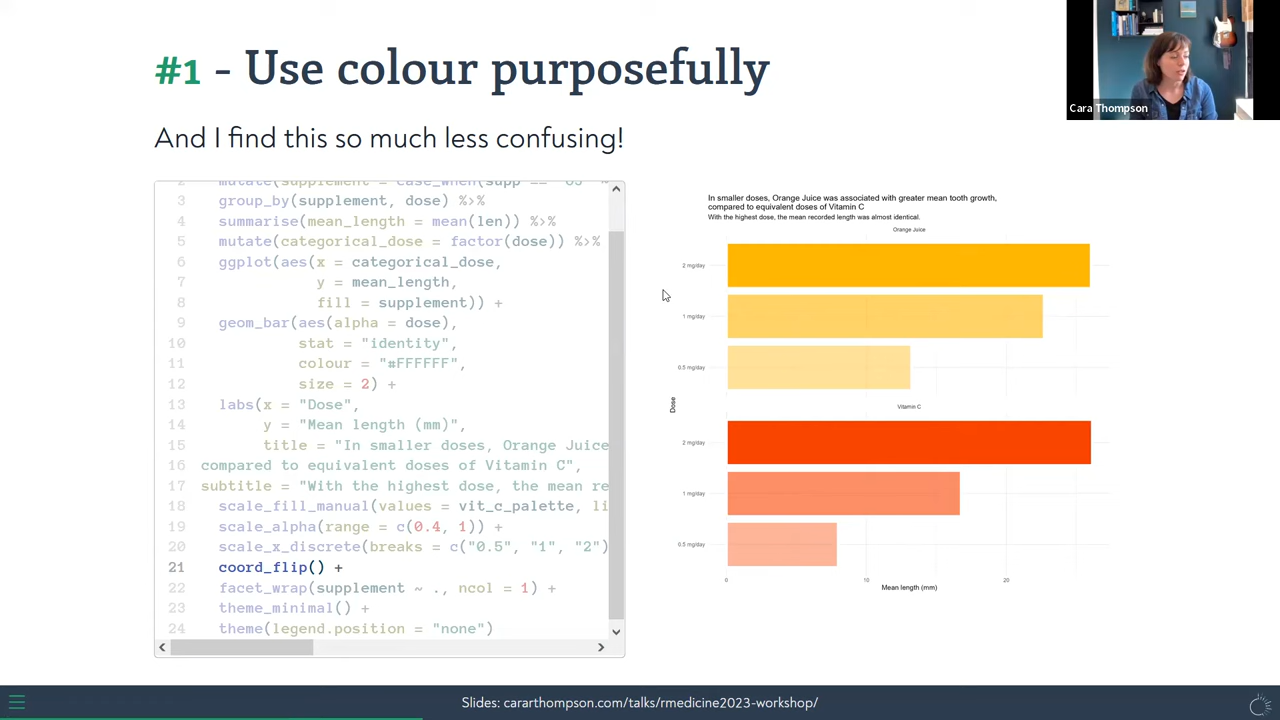 #1 - Use colour purposefully
Cara Thompson
And I find this so much less confusing!
2 mutate(supplement = case_when(supp ==
3 group_by(supplement, dose) %>%
4 summarise(mean_length = mean(len)) %>%
5 mutate(categorical_dose = factor(dose)) %>%
6 ggplot(aes(x = categorical_dose,
7 y = mean_length,
8 fill = supplement)) +
9 geom_bar(aes(alpha = dose),
10 stat = "identity",
11 colour = "#FFFFFF",
12 size = 2) +
13 labs(x = "Dose",
14 y = "Mean length (mm)",
15 title = "In smaller doses, Orange Juice
16 compared to equivalent doses of Vitamin C",
17 subtitle = "With the highest dose, the mean re
18 scale_fill_manual(values = vit_c_palette, li
19 scale_alpha(range = c(0.4, 1)) +
20 scale_x_discrete(breaks = c("0.5", "1", "2")
21 coord_flip() +
22 facet_wrap(supplement ~ ., ncol = 1) +
23 theme_minimal() +
24 theme(legend.position = "none")
In smaller doses, Orange Juice was associated with greater mean tooth growth,
compared to equivalent doses of Vitamin C
With the highest dose, the mean recorded length was almost identical.
Orange Juice
2 mg/day
1 mg/day
0.5 mg/day
Dose
Vitamin C
2 mg/day
1 mg/day
0.5 mg/day
0 10 20
Mean length (mm)
Slides: cararthompson.com/talks/rmedicine2023-workshop/